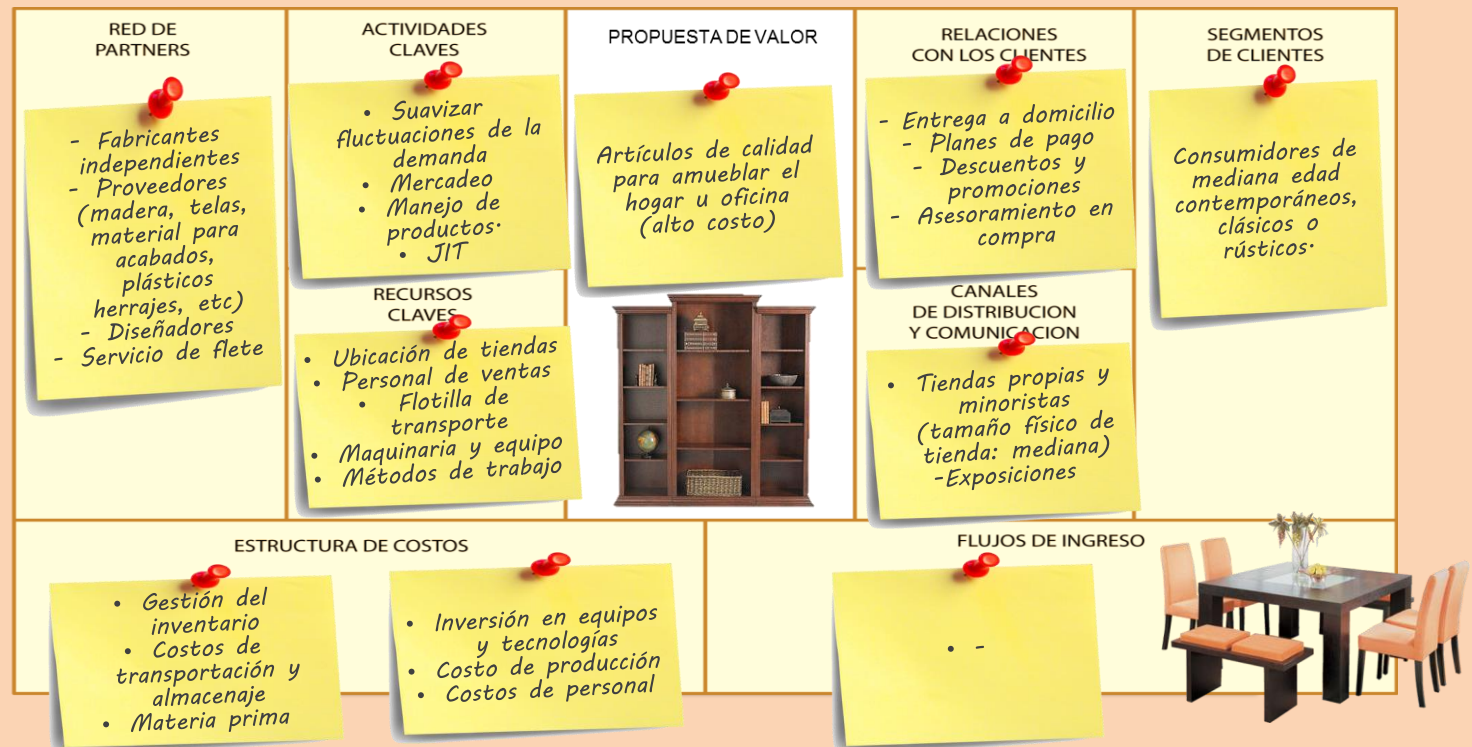 RED DE
PARTNERS
- Fabricantes
independientes
- Proveedores
(madera, telas,
material para
acabados,
plásticos
herrajes, etc)
- Diseñadores
- Servicio de flete
ACTIVIDADES
CLAVES
• Suavizar
fluctuaciones de la
demanda
• Mercadeo
• Manejo de
productos.
• JIT
RECURSOS
CLAVES
• Ubicación de tiendas
• Personal de ventas
• Flotilla de
transporte
• Maquinaria y equipo
• Métodos de trabajo
PROPUESTA DE VALOR
Artículos de calidad
para amueblar el
hogar u oficina
(alto costo)
RELACIONES
CON LOS CLIENTES
- Entrega a domicilio
- Planes de pago
- Descuentos y
promociones
- Asesoramiento en
compra
CANALES
DE DISTRIBUCION
Y COMUNICACION
• Tiendas propias y
minoristas
(tamaño físico de
tienda: mediana)
-Exposiciones
SEGMENTOS
DE CLIENTES
Consumidores de
mediana edad
contemporáneos,
clásicos o
rústicos.
ESTRUCTURA DE COSTOS
• Gestión del
inventario
• Costos de
transportación y
almacenaje
• Materia prima
• Inversión en equipos
y tecnologías
• Costo de producción
• Costos de personal
FLUJOS DE INGRESO
• -